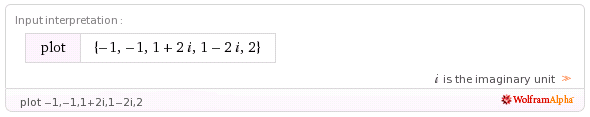 Input interpretation :
plot {−1, −1, 1 + 2 i, 1 − 2 i, 2}
i is the imaginary unit ≫
plot −1,−1,1+2i,1−2i,2
WolframAlpha